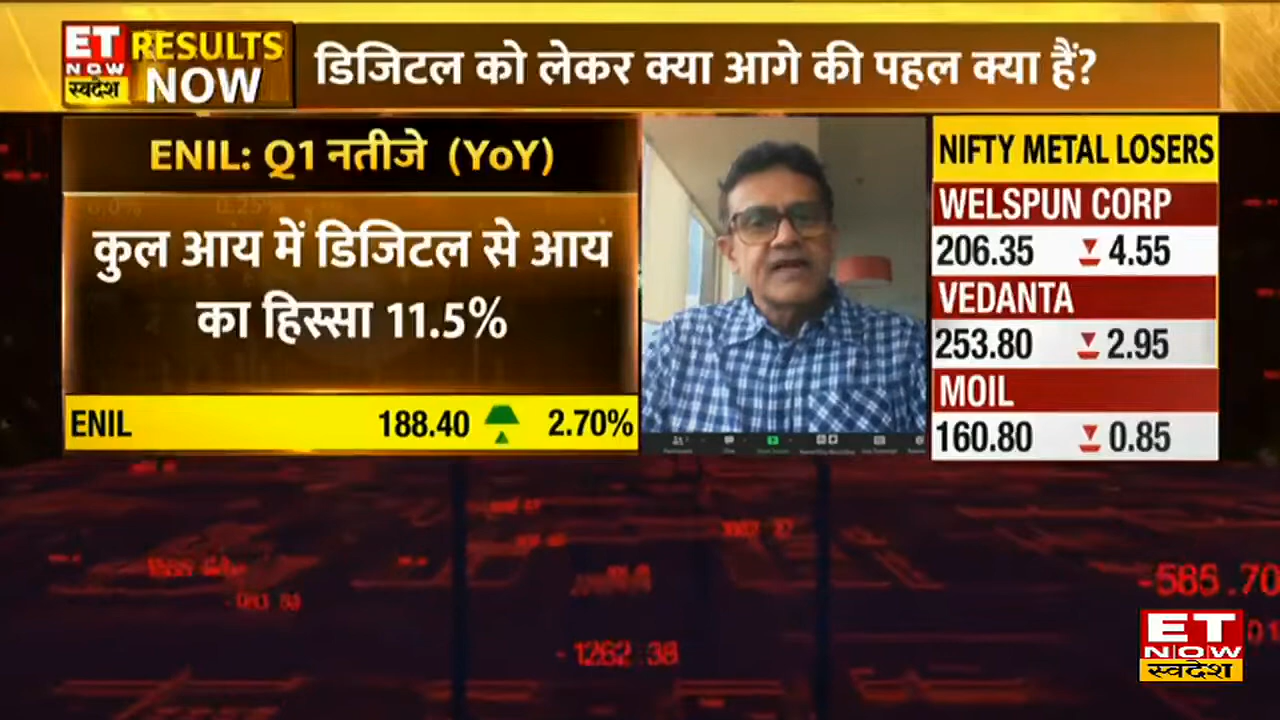 ET NOW स्वदेश
RESULTS NOW
डिजिटल को लेकर क्या आगे की पहल क्या हैं?
ENIL: Q1 नतीजे (YoY)
कुल आय में डिजिटल से आय
का हिस्सा 11.5%
ENIL 188.40 2.70%
NIFTY METAL LOSERS
WELSPUN CORP
206.35 4.55
VEDANTA
253.80 2.95
MOIL
160.80 0.85
-585.70
-1262.38
ET
NOW
स्वदेश